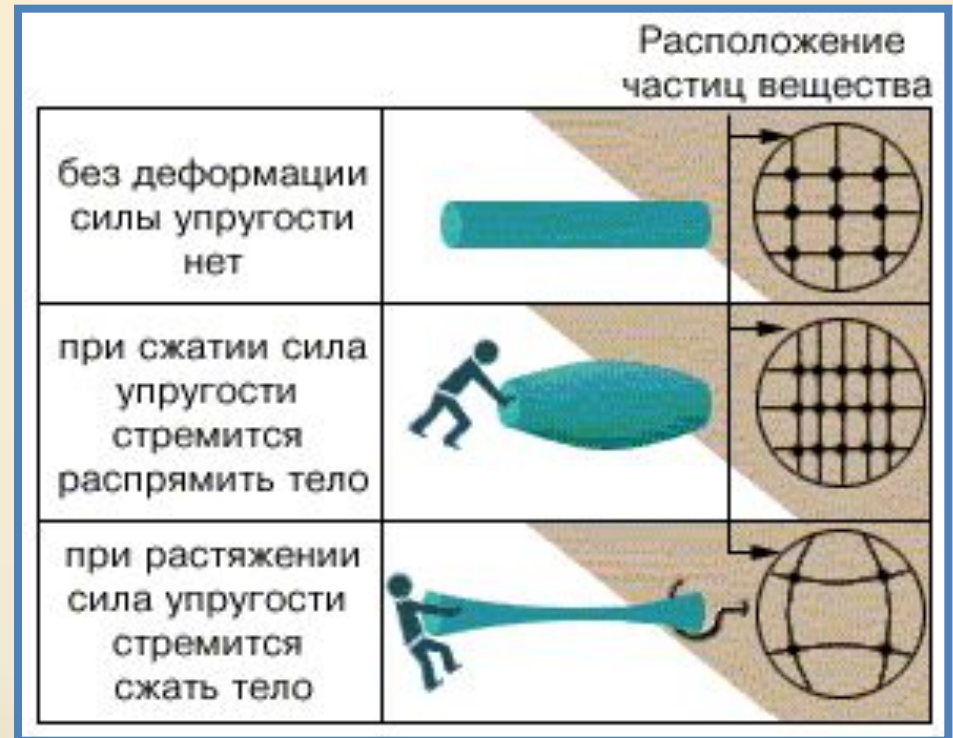 Расположение
частиц вещества
без деформации
силы упругости
нет
при сжатии сила
упругости
стремится
распрямить тело
при растяжении
сила упругости
стремится
сжать тело